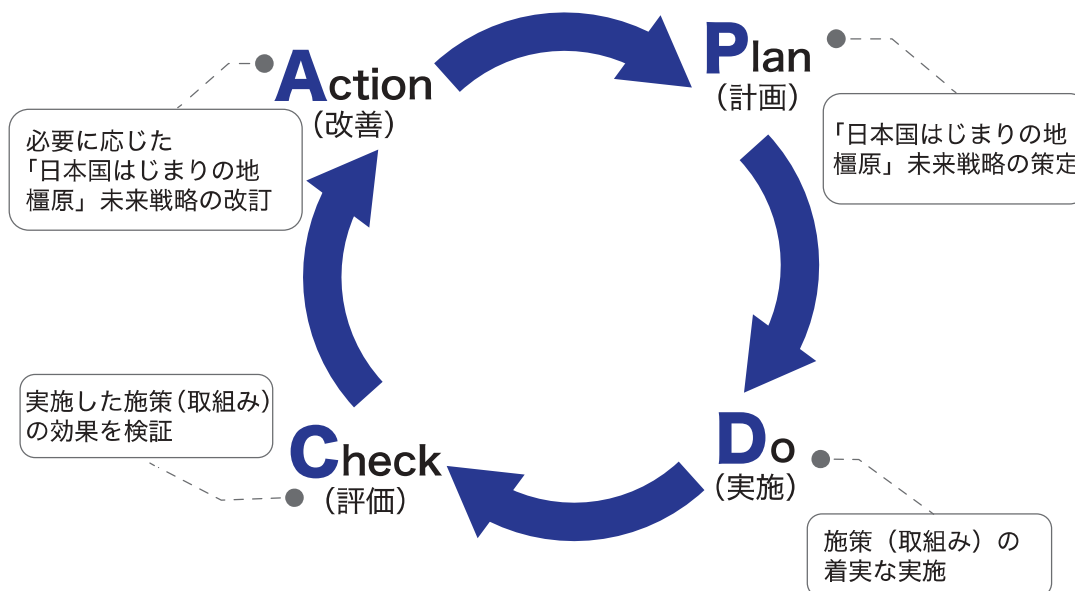 Plan
（計画）
「日本国はじまりの地
橿原」未来戦略の策定
Do
（実施）
施策（取組み）の
着実な実施
Check
（評価）
実施した施策（取組み）
の効果を検証
Action
（改善）
必要に応じた
「日本国はじまりの地
橿原」未来戦略の改訂